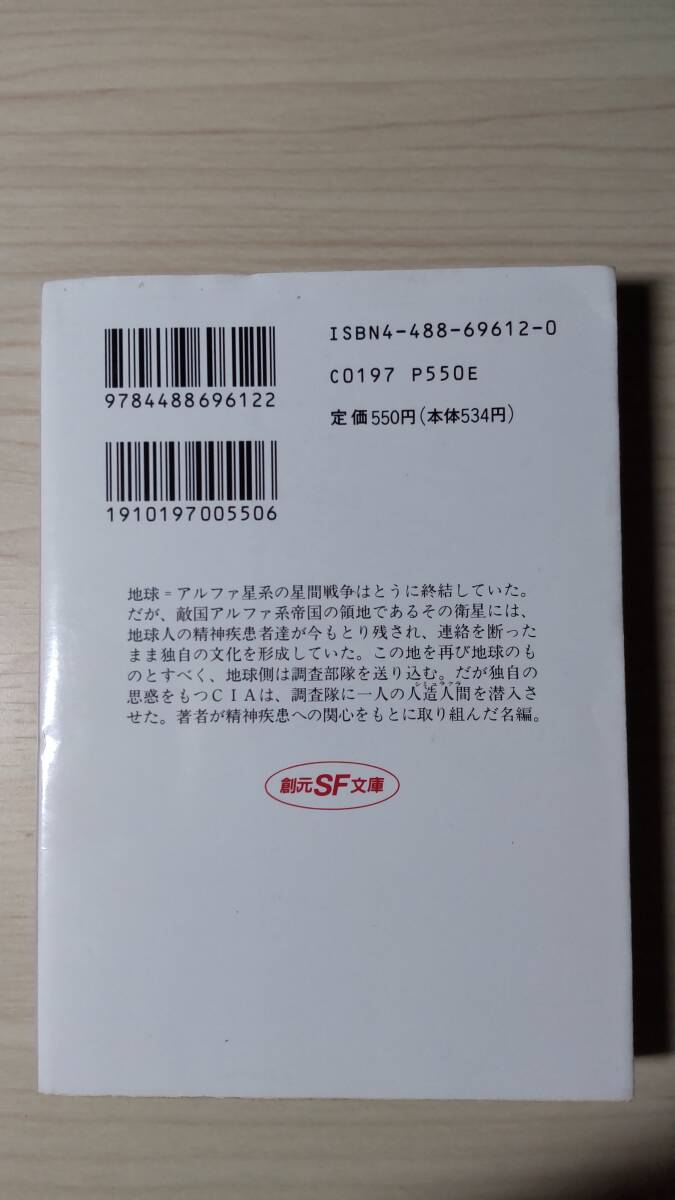 ISBN4-488-69612-0
9784488696122
C0197 P550E
定価550円(本体534円)
1910197005506
地球=アルファ星系の星間戦争はとうに終結していた。
だが、敵国アルファ系帝国の領地であるその衛星には、
地球人の精神疾患者達が今もとり残され、連絡を断った
まま独自の文化を形成していた。この地を再び地球のも
のとすべく、地球側は調査部隊を送り込む。だが独自の
シミュラクラ
思惑をもつCIAは、調査隊に一人の人造人間を潜入さ
せた。著者が精神疾患への関心をもとに取り組んだ名編。
創元SF文庫